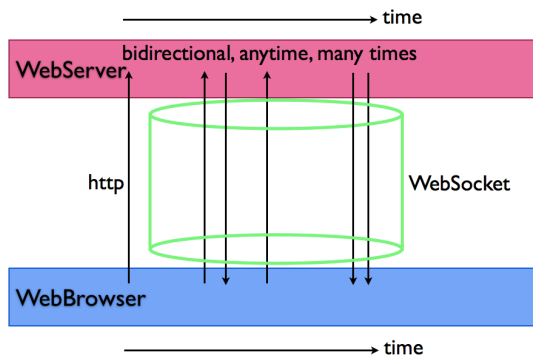 time
bidirectional, anytime, many times
WebServer
http
WebSocket
WebBrowser
time